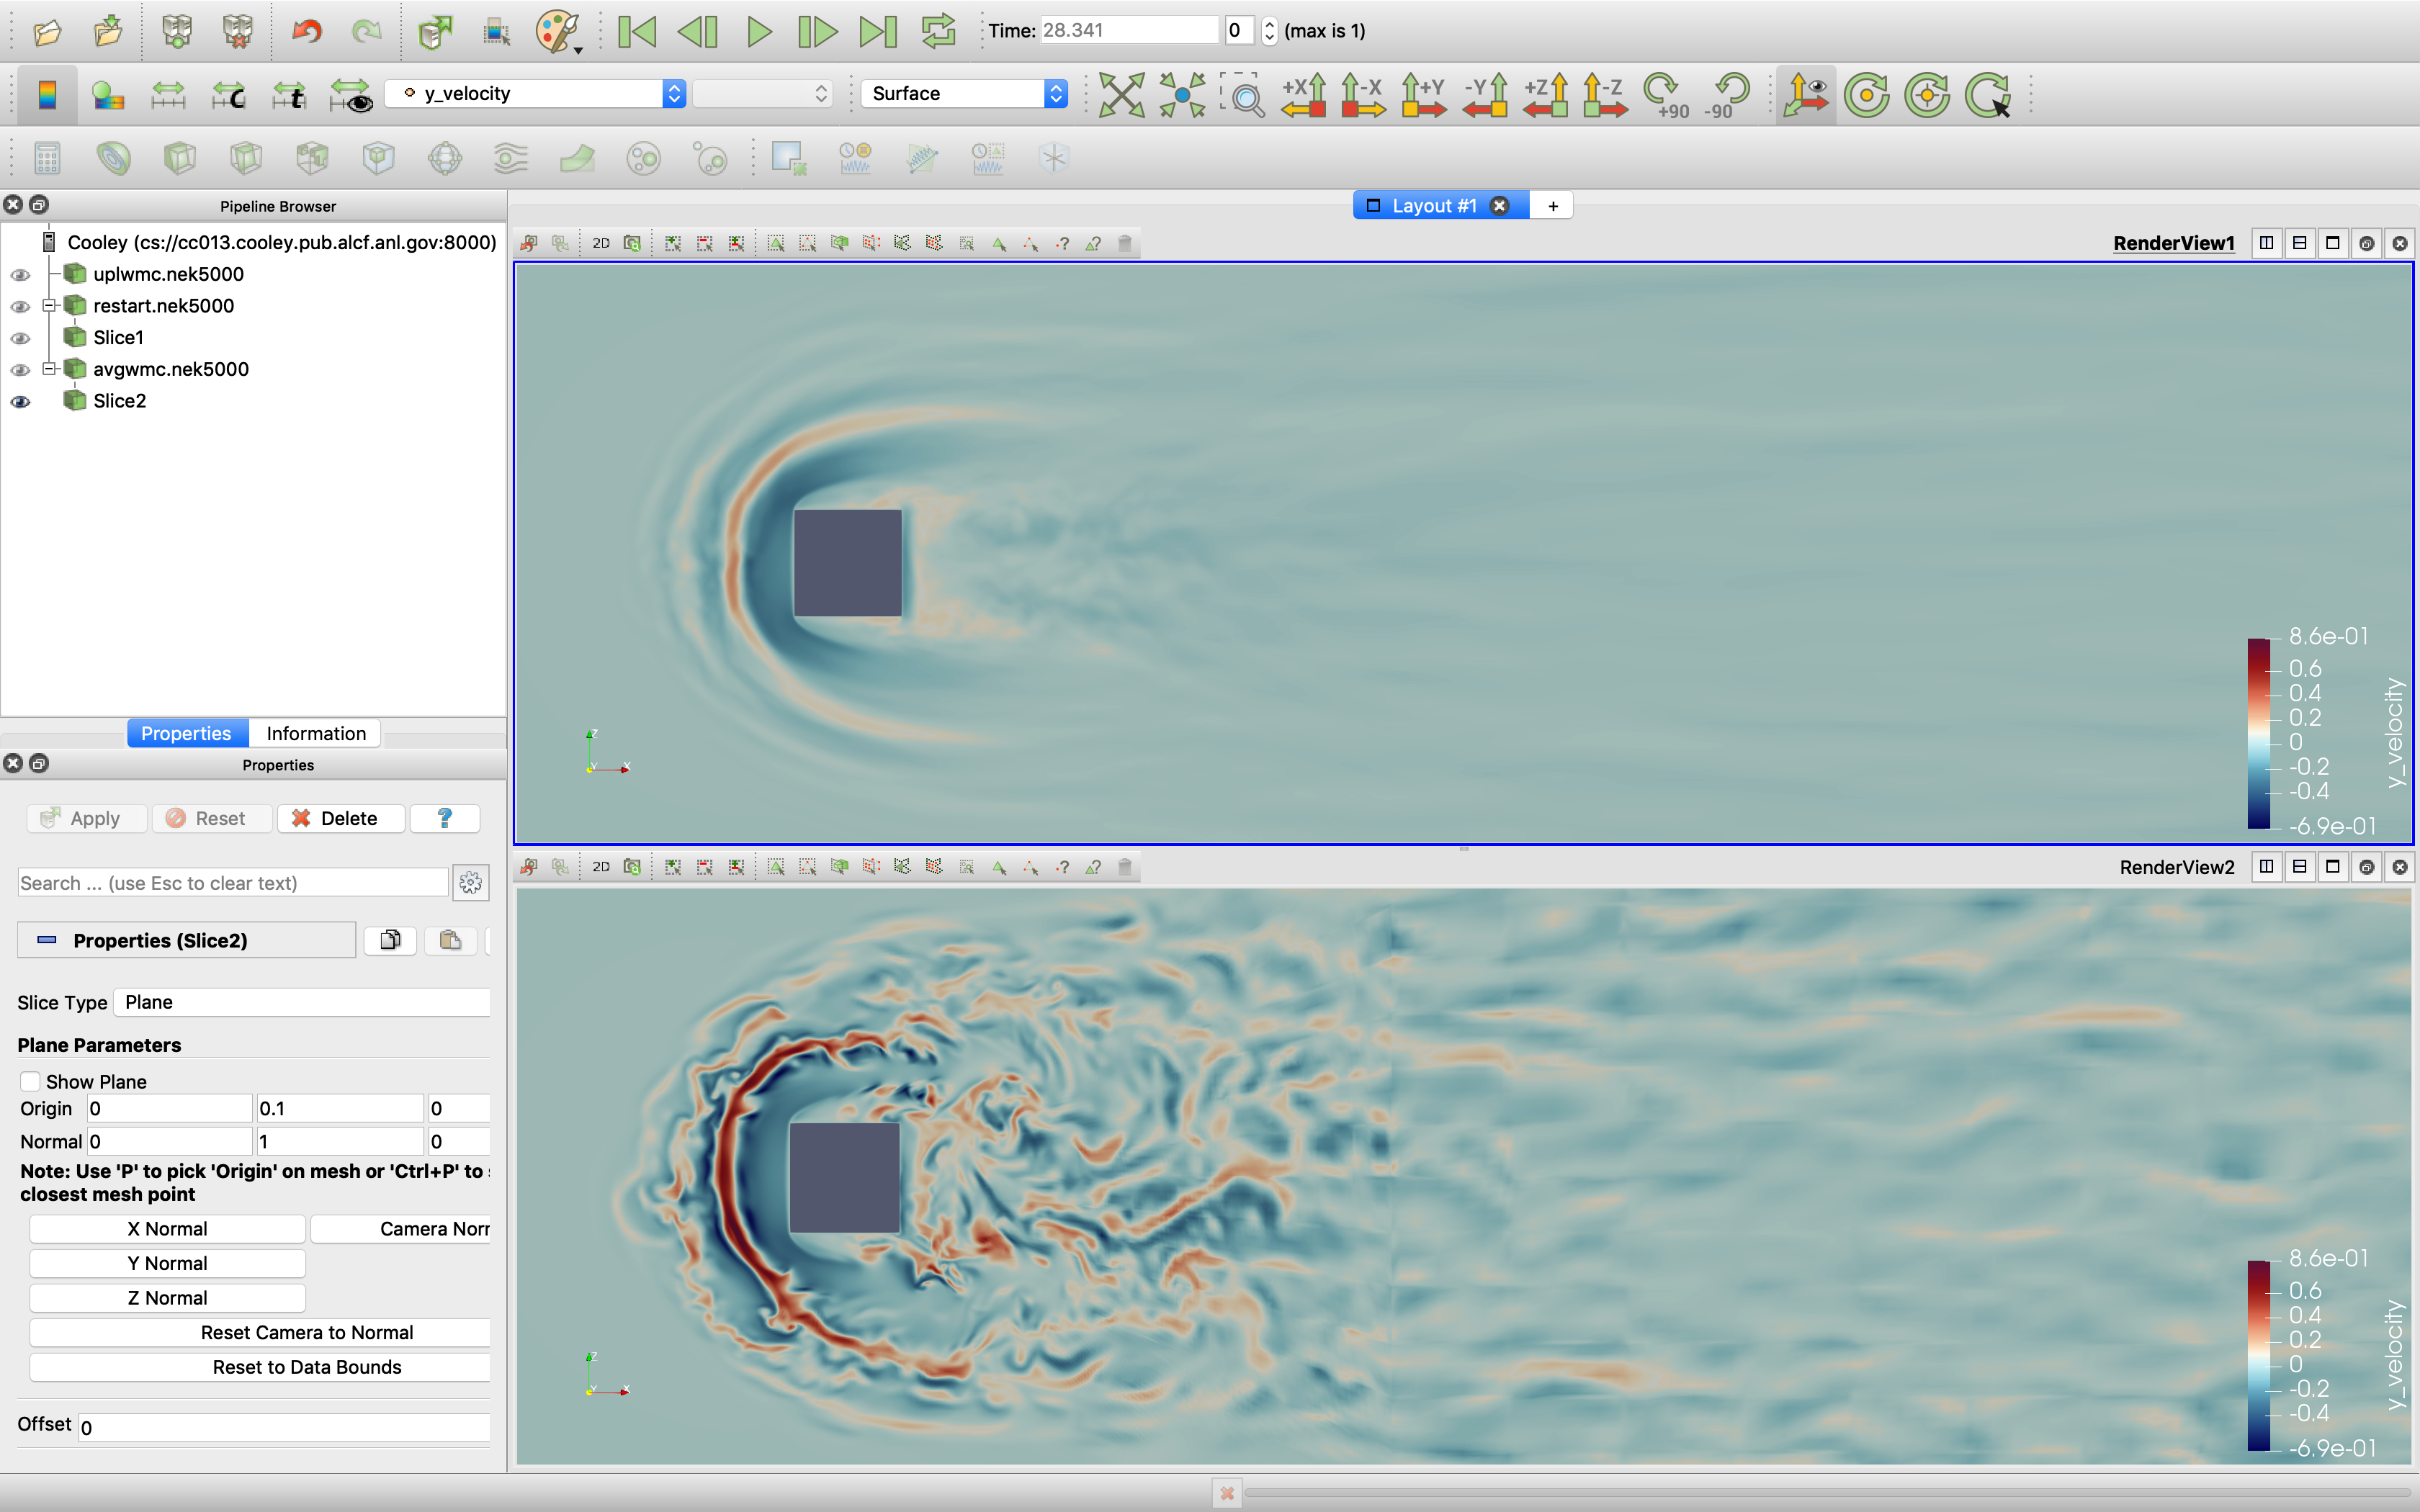 Time: 28.341 0 (max is 1)
y_velocity Surface +X -X +Y -Y +Z -Z +90 -90
Pipeline Browser
Cooley (cs://cc013.cooley.pub.alcf.anl.gov:8000)
uplwmc.nek5000
restart.nek5000
Slice1
avgwmc.nek5000
Slice2
Properties Information
Properties
Apply Reset Delete ?
Search ... (use Esc to clear text)
Properties (Slice2)
Slice Type Plane
Plane Parameters
Show Plane
Origin 0 0.1 0
Normal 0 1 0
Note: Use 'P' to pick 'Origin' on mesh or 'Ctrl+P' to
closest mesh point
X Normal Camera Nor
Y Normal
Z Normal
Reset Camera to Normal
Reset to Data Bounds
Offset 0
Layout #1 +
2D RenderView1
8.6e-01
0.6
0.4
0.2
0
-0.2
-0.4
-6.9e-01
y_velocity
Z
Y X
2D RenderView2
8.6e-01
0.6
0.4
0.2
0
-0.2
-0.4
-6.9e-01
y_velocity
Z
Y X